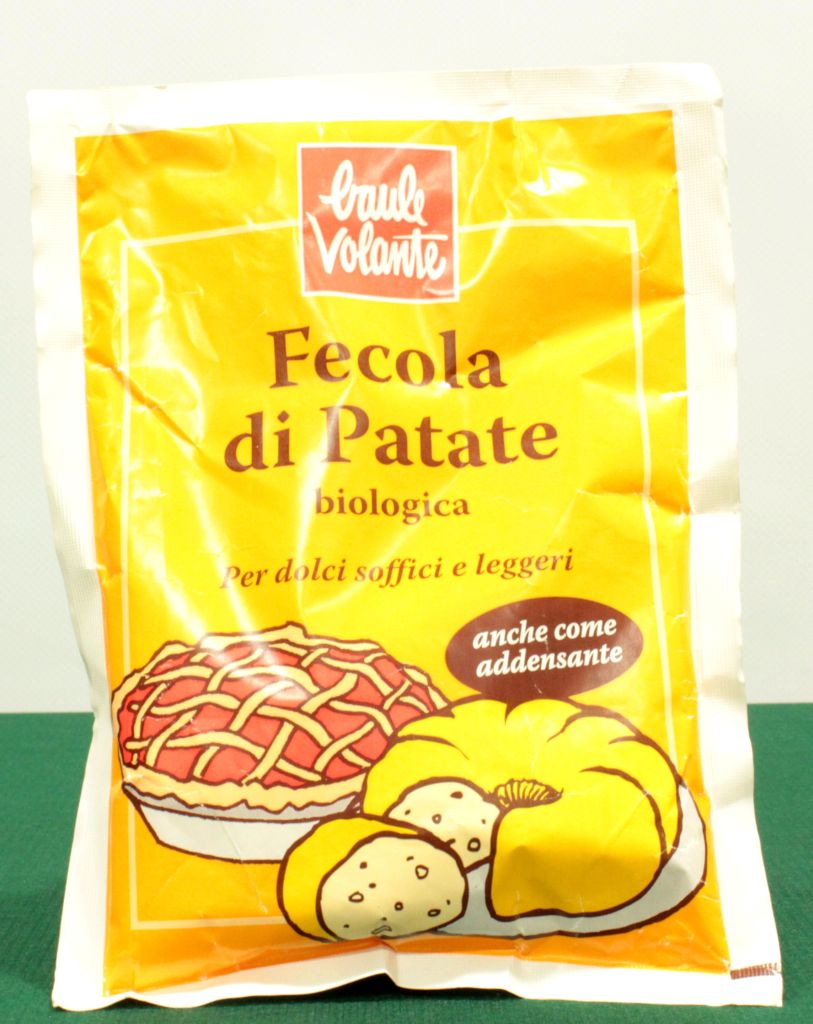 baule
volante
Fecola
di Patate
biologica
Per dolci soffici e leggeri
anche come
addensante